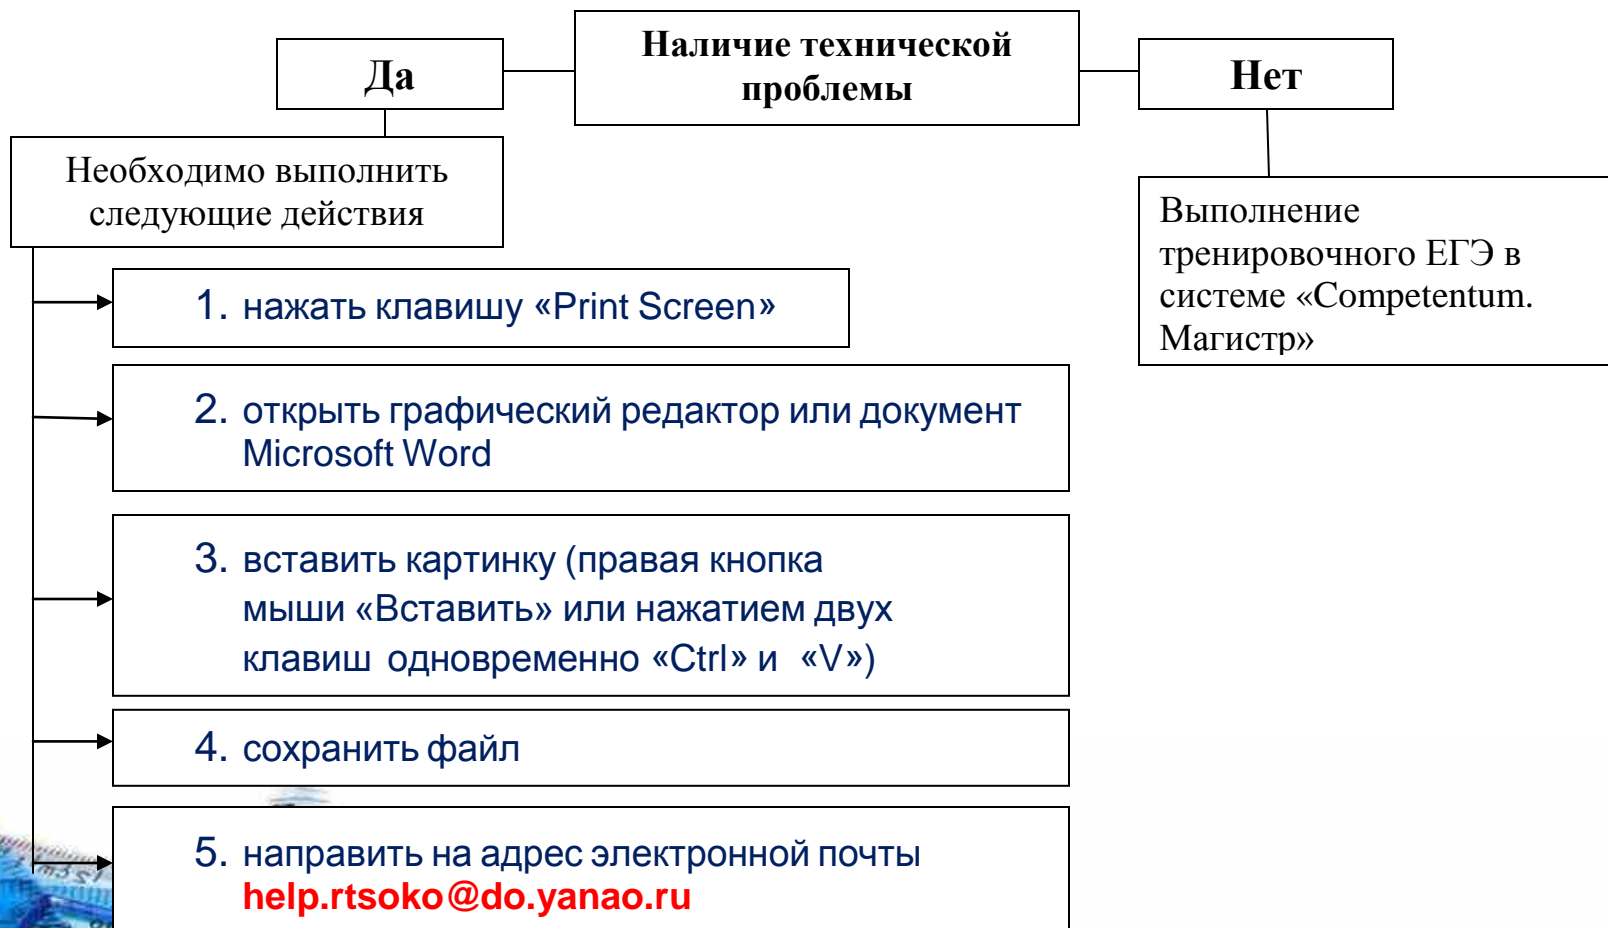 Наличие технической
проблемы
Да
Нет
Необходимо выполнить
следующие действия
Выполнение
тренировочного ЕГЭ в
системе «Competentum.
Магистр»
1. нажать клавишу «Print Screen»
2. открыть графический редактор или документ
Microsoft Word
3. вставить картинку (правая кнопка
мыши «Вставить» или нажатием двух
клавиш одновременно «Ctrl» и «V»)
4. сохранить файл
5. направить на адрес электронной почты
help.rtsoko@do.yanao.ru